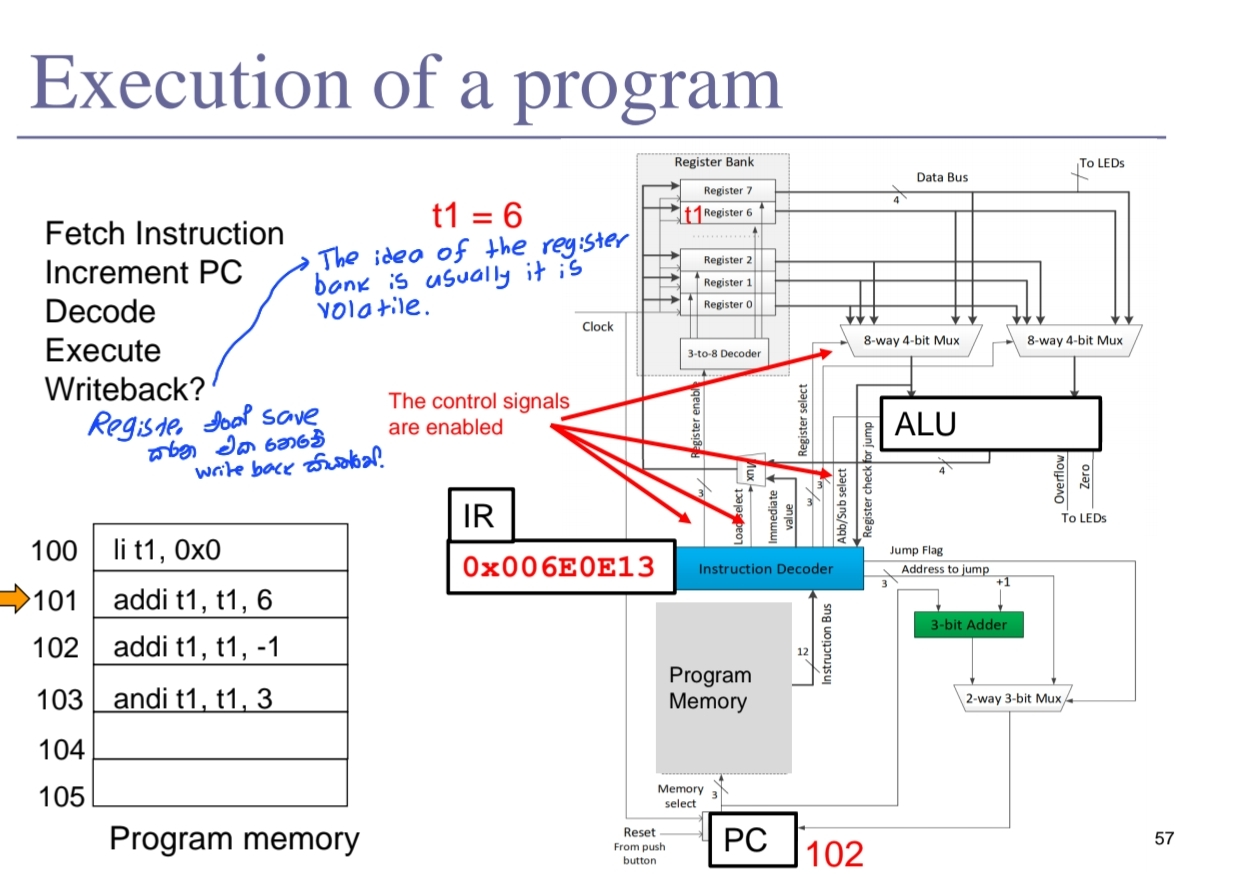 Execution of a program
Fetch Instruction
Increment PC
Decode
Execute
Writeback?
t1 = 6
The idea of the register
bank is usually it is
volatile.
save
write back
The control signals
are enabled
IR
0x006E0E13
100 li t1, 0x0
101 addi t1, t1, 6
102 addi t1, t1, -1
103 andi t1, t1, 3
104
105
Program memory
Register Bank
Register 7
t1 Register 6
Register 2
Register 1
Register 0
3-to-8 Decoder
Clock
Data Bus
4
To LEDs
8-way 4-bit Mux
8-way 4-bit Mux
ALU
4
Overflow
Zero
To LEDs
Register enable
3
Mux
Load select
Immediate
value
Register select
3
3
Abb/Sub select
Register check for jump
Instruction Decoder
Jump Flag
Address to jump
3
+1
3-bit Adder
2-way 3-bit Mux
12
Instruction Bus
Program
Memory
Memory
select
3
Reset
From push
button
PC
102
57